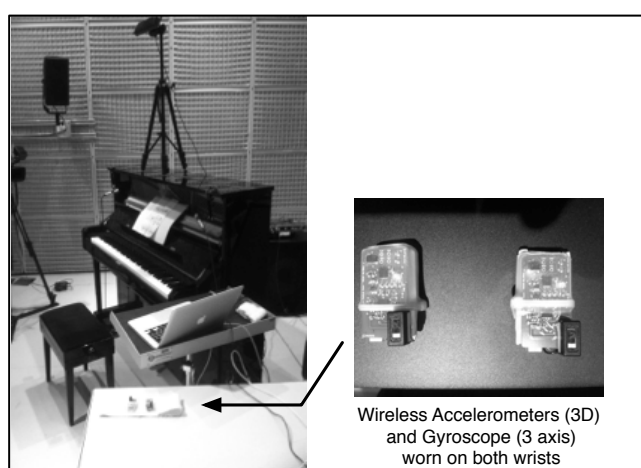 Wireless Accelerometers (3D)
and Gyroscope (3 axis)
worn on both wrists